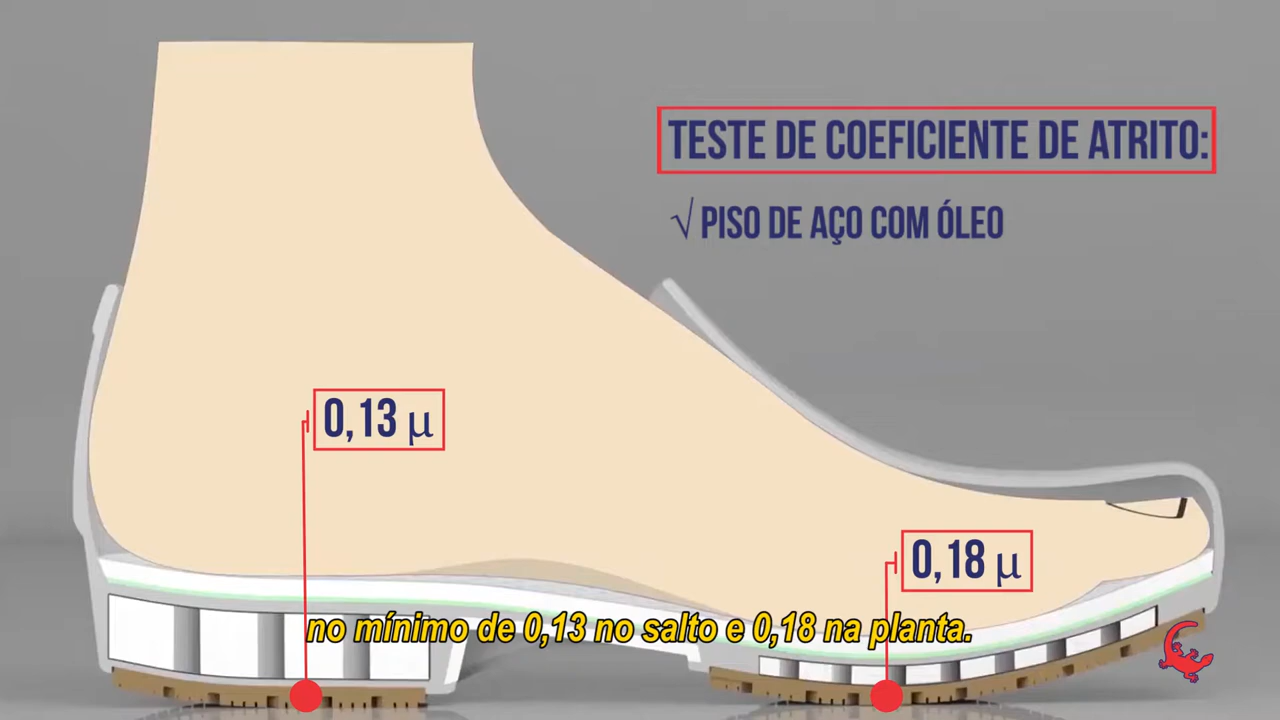 TESTE DE COEFICIENTE DE ATRITO:
√ PISO DE AÇO COM ÓLEO
0,13 μ
0,18 μ
no mínimo de 0,13 no salto e 0,18 na planta.